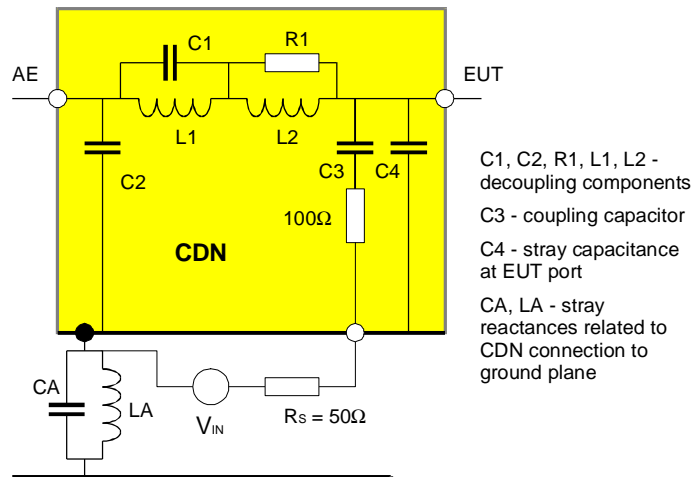 C1
R1
AE
EUT
L1
L2
C2
C3
C4
100Ω
CDN
CA
LA
VIN
RS = 50Ω
C1, C2, R1, L1, L2 -
decoupling components
C3 - coupling capacitor
C4 - stray capacitance
at EUT port
CA, LA - stray
reactances related to
CDN connection to
ground plane